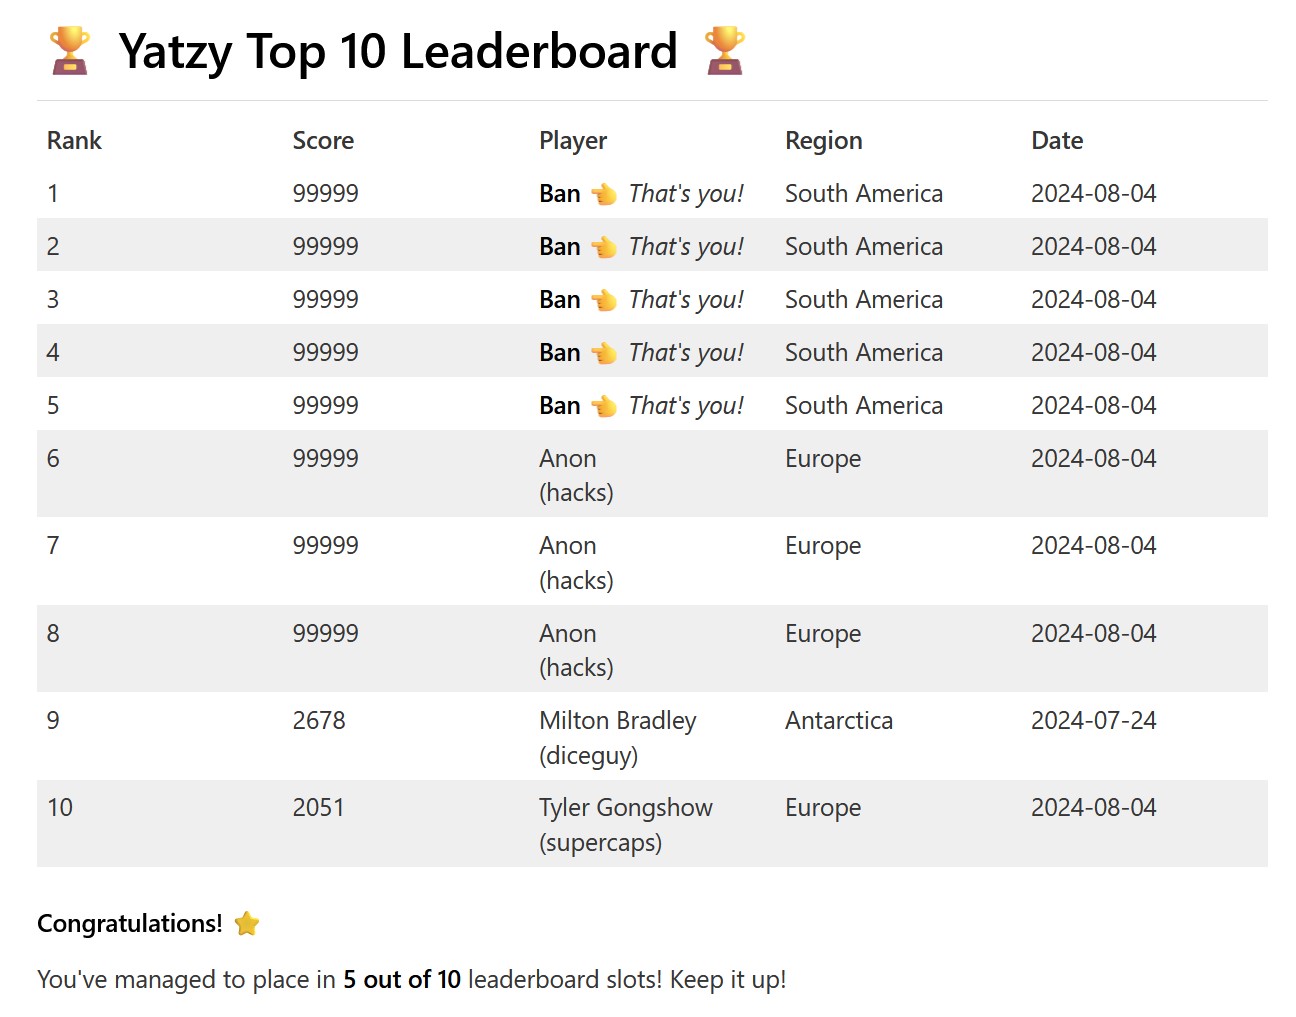 🏆 Yatzy Top 10 Leaderboard 🏆
Rank Score Player Region Date
1 99999 Ban 👈 That's you! South America 2024-08-04
2 99999 Ban 👈 That's you! South America 2024-08-04
3 99999 Ban 👈 That's you! South America 2024-08-04
4 99999 Ban 👈 That's you! South America 2024-08-04
5 99999 Ban 👈 That's you! South America 2024-08-04
6 99999 Anon Europe 2024-08-04
(hacks)
7 99999 Anon Europe 2024-08-04
(hacks)
8 99999 Anon Europe 2024-08-04
(hacks)
9 2678 Milton Bradley Antarctica 2024-07-24
(diceguy)
10 2051 Tyler Gongshow Europe 2024-08-04
(supercaps)
Congratulations! ⭐
You've managed to place in 5 out of 10 leaderboard slots! Keep it up!